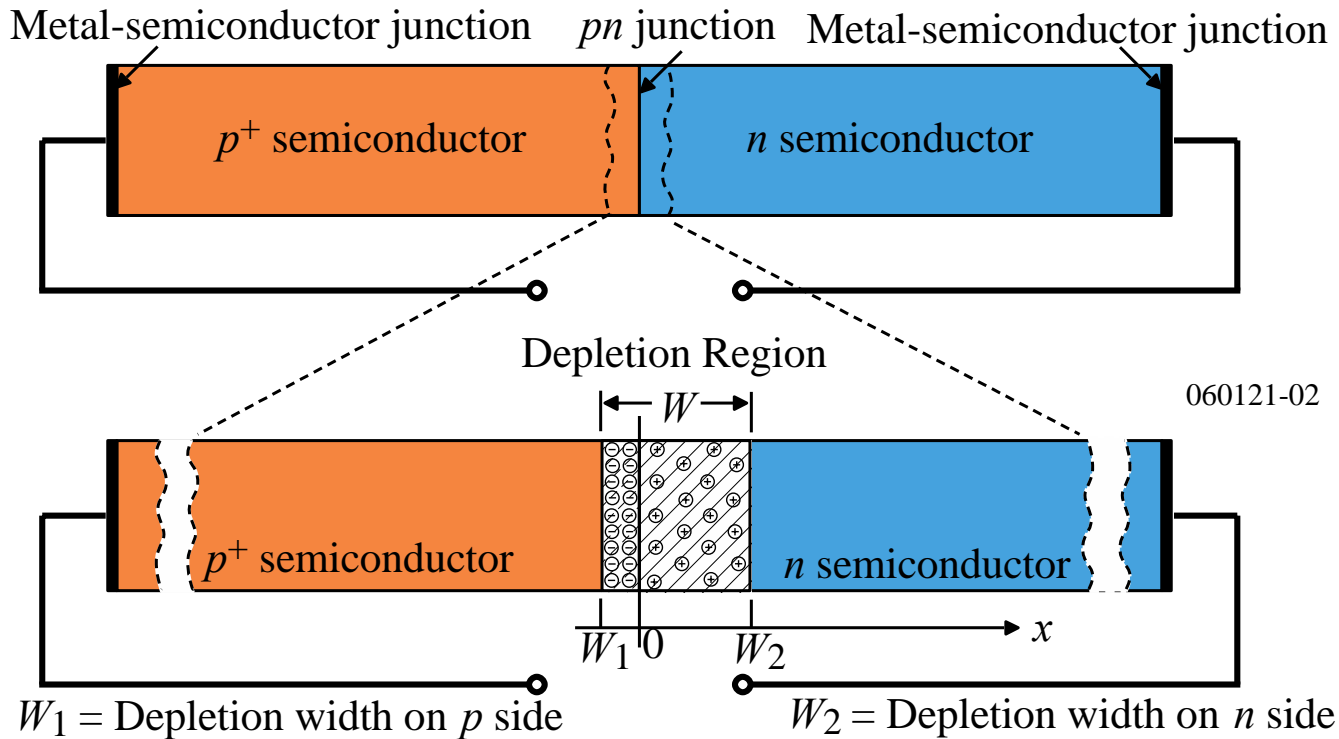 Metal-semiconductor junction
pn junction
Metal-semiconductor junction
p+ semiconductor
n semiconductor
Depletion Region
W
060121-02
p+ semiconductor
n semiconductor
W1
0
W2
x
W1 = Depletion width on p side
W2 = Depletion width on n side